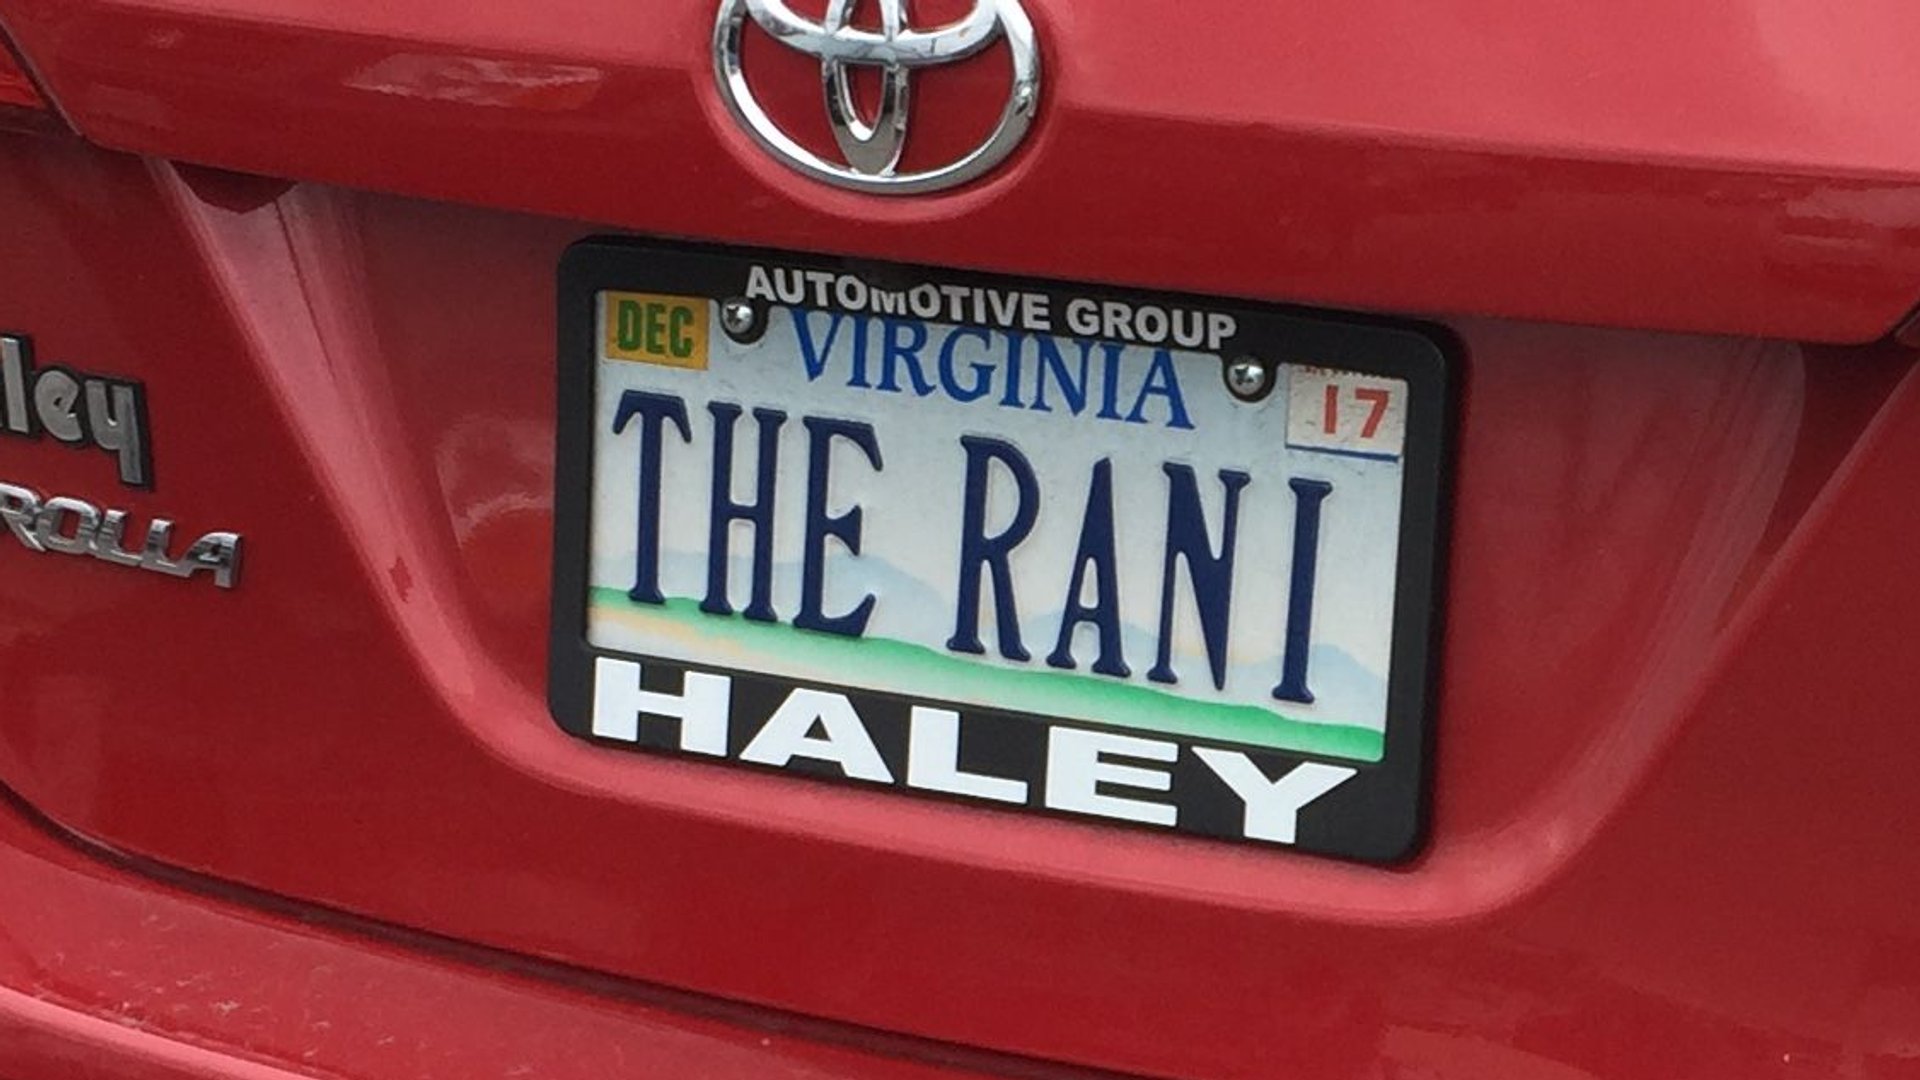 AUTOMOTIVE GROUP
DEC
VIRGINIA
17
THE RANI
HALEY
ley
ROLLA